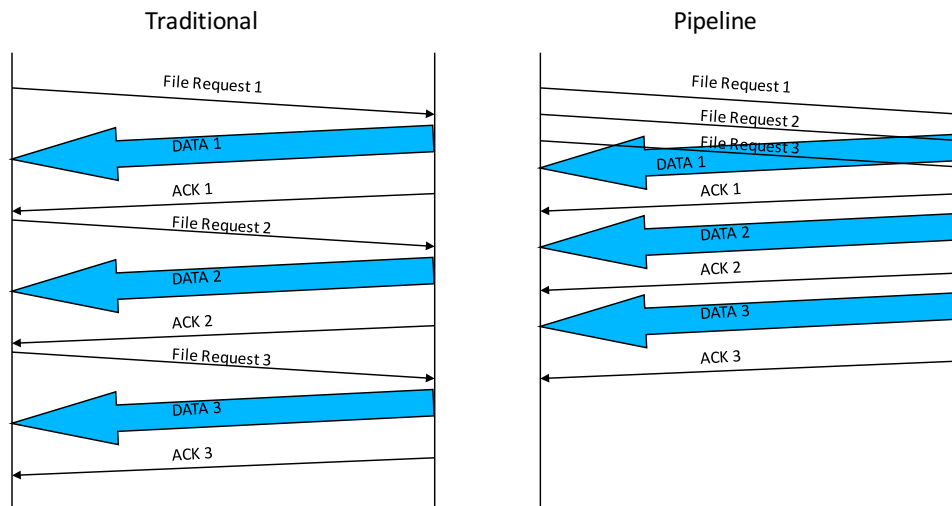 Traditional
File Request 1
DATA 1
ACK 1
File Request 2
DATA 2
ACK 2
File Request 3
DATA 3
ACK 3
Pipeline
File Request 1
File Request 2
File Request 3
DATA 1
ACK 1
DATA 2
ACK 2
DATA 3
ACK 3